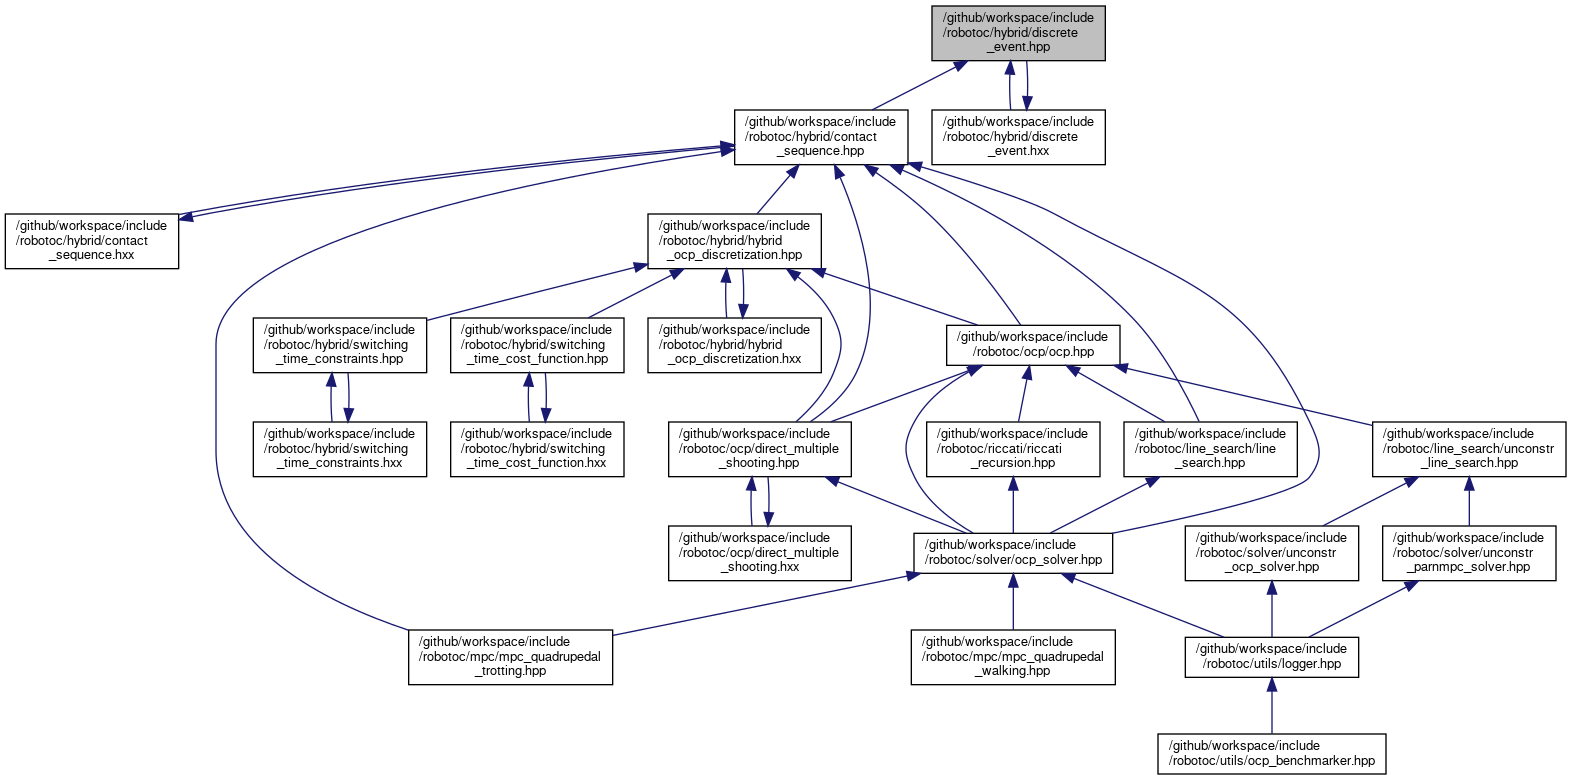 /github/workspace/include
/robotoc/hybrid/discrete
_event.hpp
/github/workspace/include
/robotoc/hybrid/contact
_sequence.hpp
/github/workspace/include
/robotoc/hybrid/discrete
_event.hxx
/github/workspace/include
/robotoc/hybrid/contact
_sequence.hxx
/github/workspace/include
/robotoc/hybrid/hybrid
_ocp_discretization.hpp
/github/workspace/include
/robotoc/hybrid/switching
_time_constraints.hpp
/github/workspace/include
/robotoc/hybrid/switching
_time_cost_function.hpp
/github/workspace/include
/robotoc/hybrid/hybrid
_ocp_discretization.hxx
/github/workspace/include
/robotoc/ocp/ocp.hpp
/github/workspace/include
/robotoc/hybrid/switching
_time_constraints.hxx
/github/workspace/include
/robotoc/hybrid/switching
_time_cost_function.hxx
/github/workspace/include
/robotoc/ocp/direct_multiple
_shooting.hpp
/github/workspace/include
/robotoc/riccati/riccati
_recursion.hpp
/github/workspace/include
/robotoc/line_search/line
_search.hpp
/github/workspace/include
/robotoc/line_search/unconstr
_line_search.hpp
/github/workspace/include
/robotoc/ocp/direct_multiple
_shooting.hxx
/github/workspace/include
/robotoc/solver/ocp_solver.hpp
/github/workspace/include
/robotoc/solver/unconstr
_ocp_solver.hpp
/github/workspace/include
/robotoc/solver/unconstr
_parnmpc_solver.hpp
/github/workspace/include
/robotoc/mpc/mpc_quadrupedal
_trotting.hpp
/github/workspace/include
/robotoc/mpc/mpc_quadrupedal
_walking.hpp
/github/workspace/include
/robotoc/utils/logger.hpp
/github/workspace/include
/robotoc/utils/ocp_benchmarker.hpp